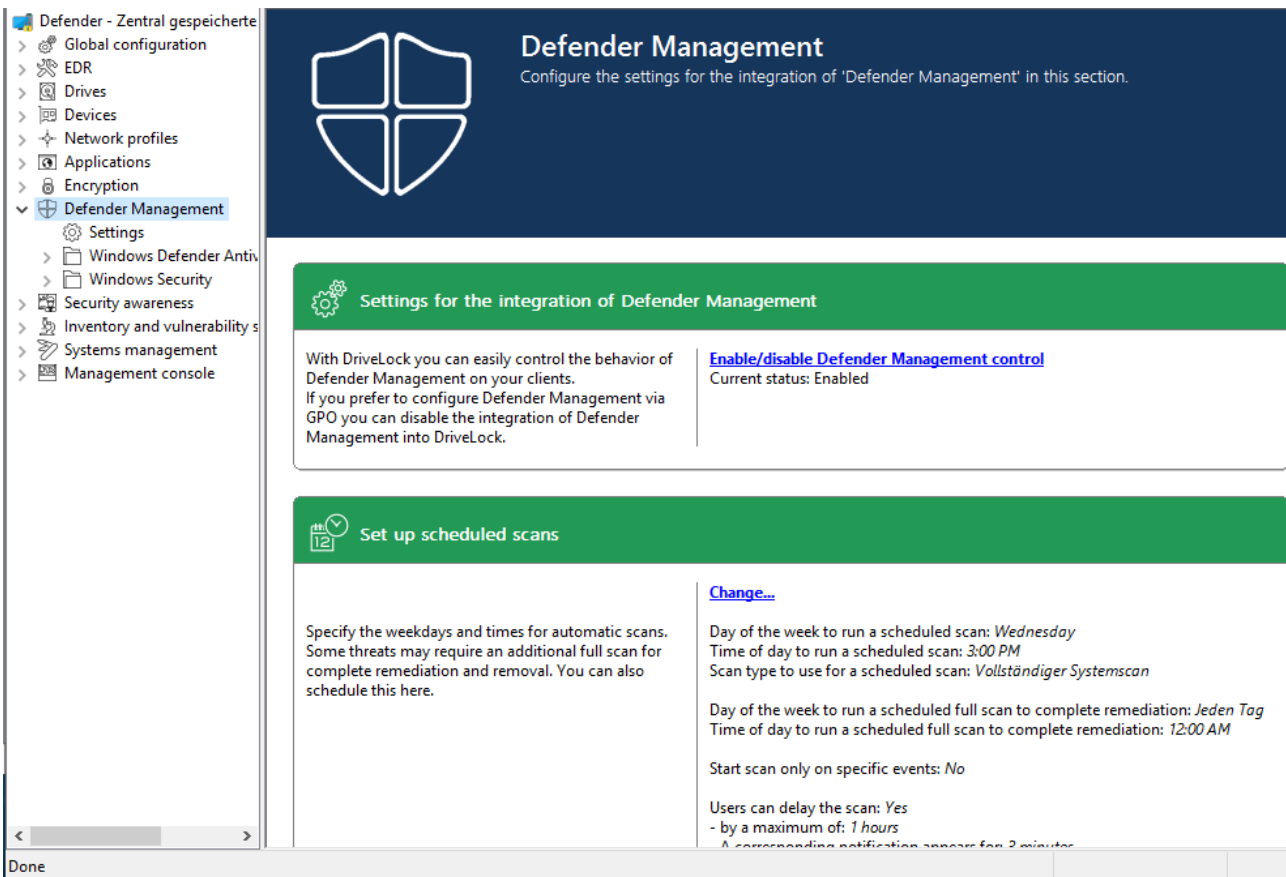 Defender - Zentral gespeicherte
Global configuration
EDR
Drives
Devices
Network profiles
Applications
Encryption
Defender Management
Settings
Windows Defender Antiv
Windows Security
Security awareness
Inventory and vulnerability s
Systems management
Management console
Defender Management
Configure the settings for the integration of 'Defender Management' in this section.
Settings for the integration of Defender Management
With DriveLock you can easily control the behavior of
Defender Management on your clients.
If you prefer to configure Defender Management via
GPO you can disable the integration of Defender
Management into DriveLock.
Enable/disable Defender Management control
Current status: Enabled
12
Set up scheduled scans
Specify the weekdays and times for automatic scans.
Some threats may require an additional full scan for
complete remediation and removal. You can also
schedule this here.
Change...
Day of the week to run a scheduled scan: Wednesday
Time of day to run a scheduled scan: 3:00 PM
Scan type to use for a scheduled scan: Vollständiger Systemscan
Day of the week to run a scheduled full scan to complete remediation: Jeden Tag
Time of day to run a scheduled full scan to complete remediation: 12:00 AM
Start scan only on specific events: No
Users can delay the scan: Yes
- by a maximum of: 1 hours
A corresponding notification appears for: 3 minutes
Done